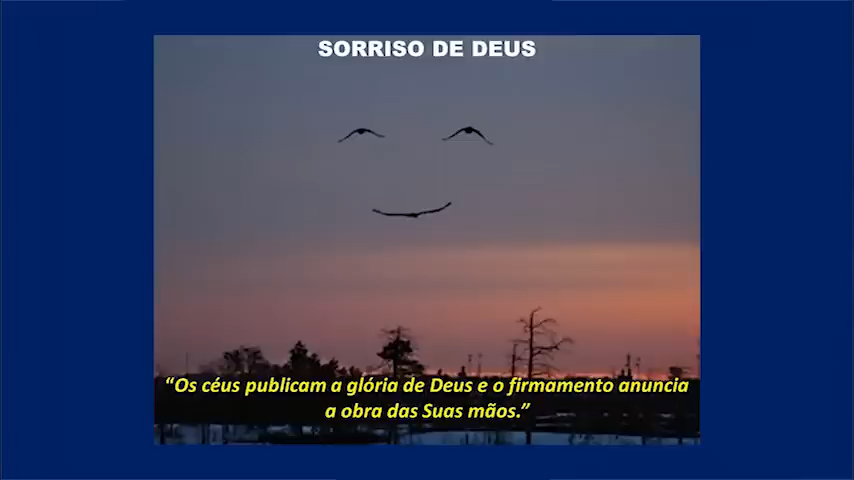 SORRISO DE DEUS
“Os céus publicam a glória de Deus e o firmamento anuncia
a obra das Suas mãos.”